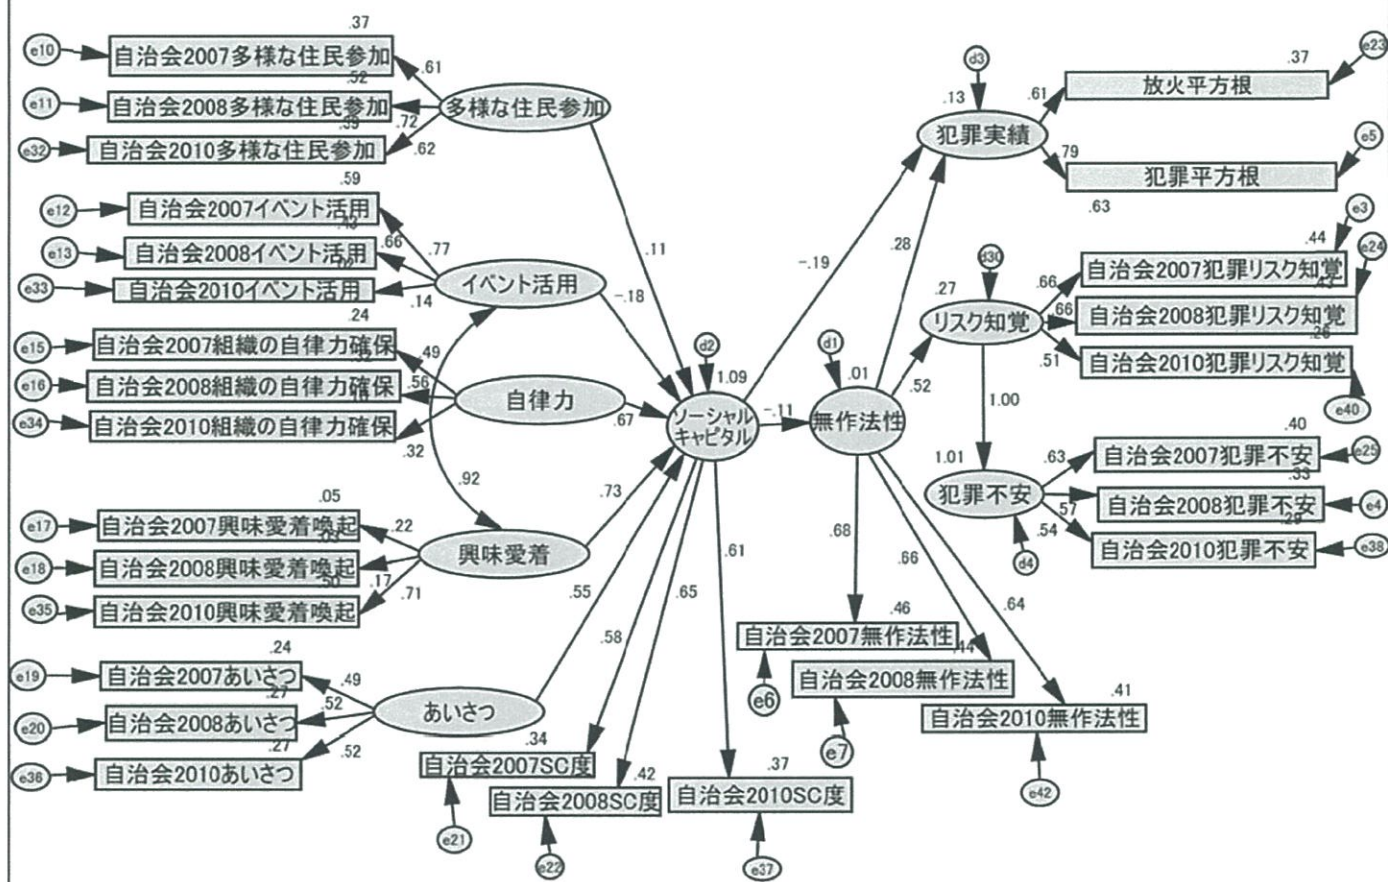 .37
e10
自治会2007多様な住民参加
.61
.52
e11
自治会2008多様な住民参加
.72
.39
e32
自治会2010多様な住民参加
.62
多様な住民参加
.11
.59
e12
自治会2007イベント活用
.77
.43
e13
自治会2008イベント活用
.66
.02
e33
自治会2010イベント活用
.14
イベント活用
-.18
.24
e15
自治会2007組織の自律力確保
.49
e16
自治会2008組織の自律力確保
.56
e34
自治会2010組織の自律力確保
.32
自律力
.67
.92
.05
e17
自治会2007興味愛着喚起
.22
.03
e18
自治会2008興味愛着喚起
.17
.50
e35
自治会2010興味愛着喚起
.71
興味愛着
.73
.24
e19
自治会2007あいさつ
.49
.27
e20
自治会2008あいさつ
.52
.27
e36
自治会2010あいさつ
.52
あいさつ
.55
d2
1.09
ソーシャル
キャピタル
.58
.65
.61
.34
自治会2007SC度
e21
.42
自治会2008SC度
e22
.37
自治会2010SC度
e37
-.19
-.11
d1
.01
無作法性
.28
.52
.68
.66
.64
.46
自治会2007無作法性
e6
.44
自治会2008無作法性
e7
.41
自治会2010無作法性
e42
d3
.13
犯罪実績
.61
.37
e23
放火平方根
.79
e5
犯罪平方根
.63
d30
.27
リスク知覚
.66
.44
e3
自治会2007犯罪リスク知覚
.66
.43
e24
自治会2008犯罪リスク知覚
.51
.26
自治会2010犯罪リスク知覚
e40
1.00
1.01
犯罪不安
d4
.63
.40
自治会2007犯罪不安
e25
.57
.33
自治会2008犯罪不安
e4
.54
.29
自治会2010犯罪不安
e38